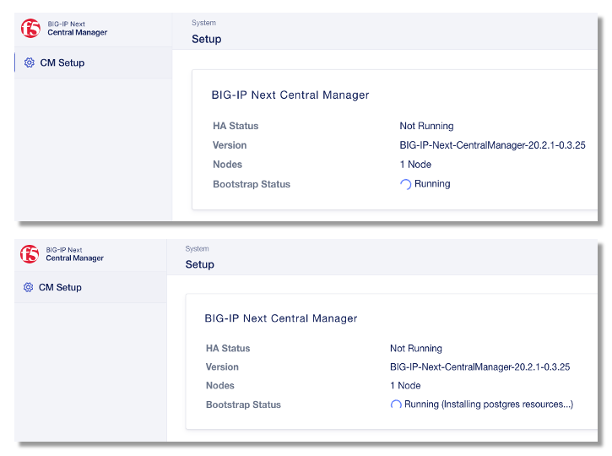 f5
BIG-IP Next
Central Manager
System
Setup
CM Setup
BIG-IP Next Central Manager
HA Status Not Running
Version BIG-IP-Next-CentralManager-20.2.1-0.3.25
Nodes 1 Node
Bootstrap Status Running
f5
BIG-IP Next
Central Manager
System
Setup
CM Setup
BIG-IP Next Central Manager
HA Status Not Running
Version BIG-IP-Next-CentralManager-20.2.1-0.3.25
Nodes 1 Node
Bootstrap Status Running (Installing postgres resources...)